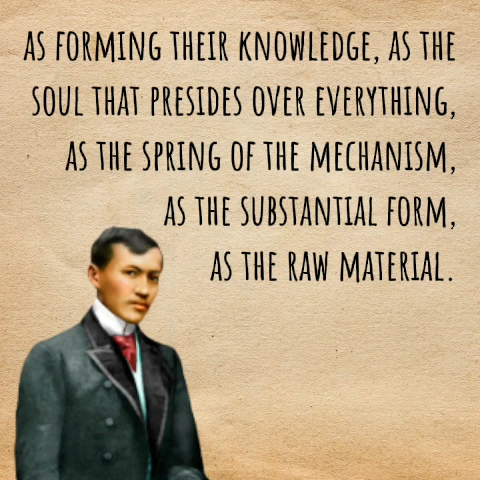 AS FORMING THEIR KNOWLEDGE, AS THE
SOUL THAT PRESIDES OVER EVERYTHING,
AS THE SPRING OF THE MECHANISM,
AS THE SUBSTANTIAL FORM,
AS THE RAW MATERIAL.